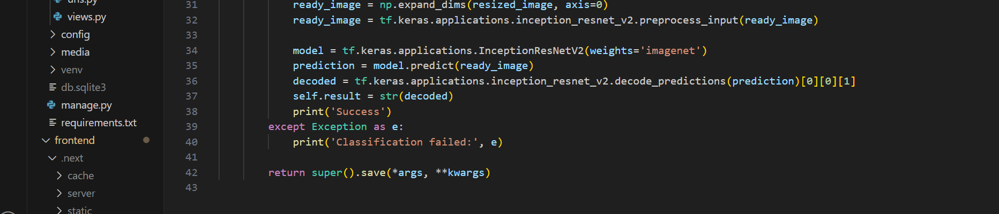 urls.py
views.py
config
media
venv
db.sqlite3
manage.py
requirements.txt
frontend
.next
cache
server
static
31 ready_image = np.expand_dims(resized_image, axis=0)
32 ready_image = tf.keras.applications.inception_resnet_v2.preprocess_input(ready_image)
33
34 model = tf.keras.applications.InceptionResNetV2(weights='imagenet')
35 prediction = model.predict(ready_image)
36 decoded = tf.keras.applications.inception_resnet_v2.decode_predictions(prediction)[0][0][1]
37 self.result = str(decoded)
38 print('Success')
39 except Exception as e:
40 print('Classification failed:', e)
41
42 return super().save(*args, **kwargs)
43